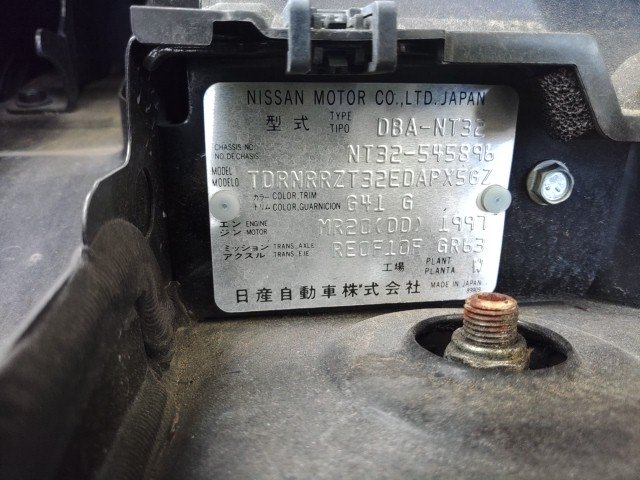 NISSAN MOTOR CO.,LTD.JAPAN
型式 TYPE TIPO DBA-NT32
CHASSIS NO. NO DE CHASIS NT32-545896
MODEL MODELO TDRNRRZT32EDAPXSGZ
カラー COLOR,TRIM トリム COLOR,GUARNICION G41 G
エンジン ENGINE MOTOR MR20(DD) 1997
ミッション アクスル TRANS.,AXLE TRANS.,EJE RE0F10F GR63
工場 PLANT PLANTA W
日産自動車株式会社 MADE IN JAPAN